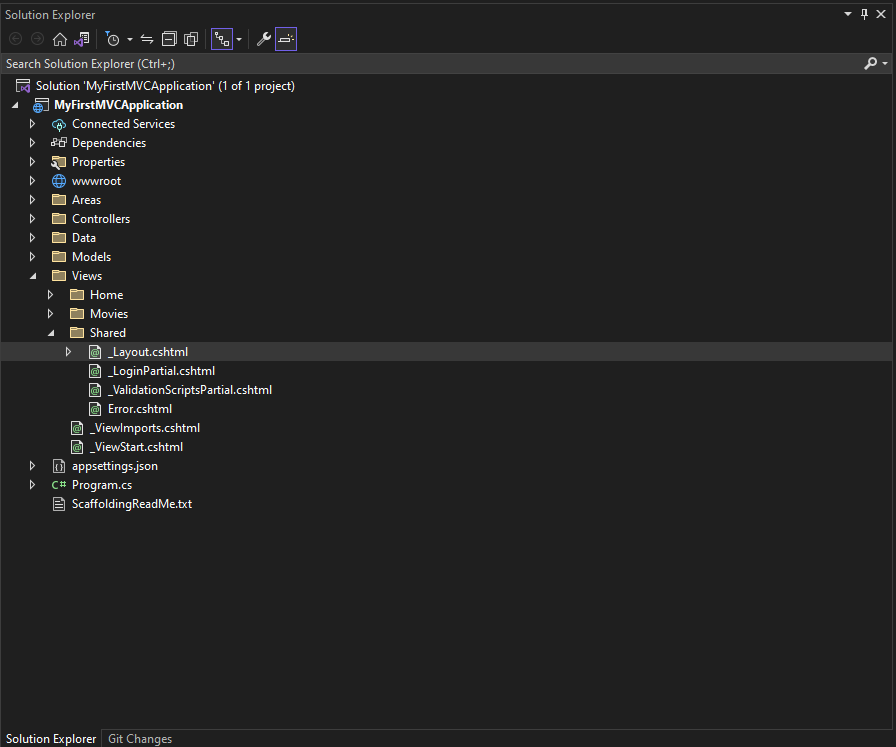 Solution Explorer
Search Solution Explorer (Ctrl+;)
Solution 'MyFirstMVCApplication' (1 of 1 project)
MyFirstMVCApplication
Connected Services
Dependencies
Properties
wwwroot
Areas
Controllers
Data
Models
Views
Home
Movies
Shared
_Layout.cshtml
_LoginPartial.cshtml
_ValidationScriptsPartial.cshtml
Error.cshtml
_ViewImports.cshtml
_ViewStart.cshtml
appsettings.json
C# Program.cs
ScaffoldingReadMe.txt
Solution Explorer Git Changes